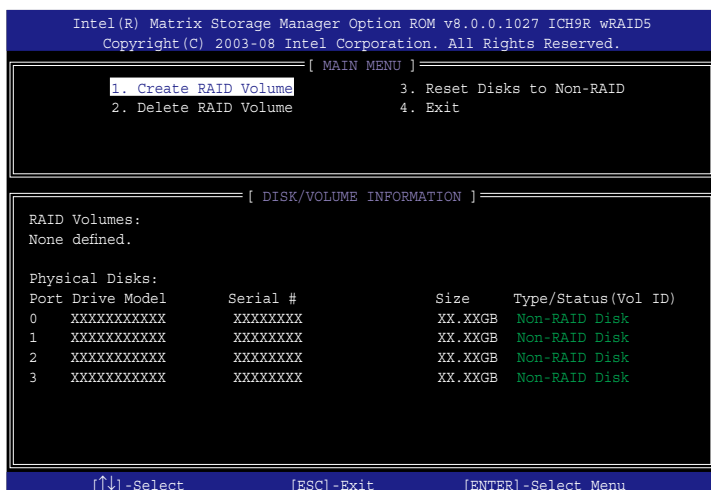 Intel(R) Matrix Storage Manager Option ROM v8.0.0.1027 ICH9R wRAID5
Copyright(C) 2003-08 Intel Corporation. All Rights Reserved.
[ MAIN MENU ]
1. Create RAID Volume 3. Reset Disks to Non-RAID
2. Delete RAID Volume 4. Exit
[ DISK/VOLUME INFORMATION ]
RAID Volumes:
None defined.
Physical Disks:
Port Drive Model Serial # Size Type/Status(Vol ID)
0 XXXXXXXXXXX XXXXXXXX XX.XXGB Non-RAID Disk
1 XXXXXXXXXXX XXXXXXXX XX.XXGB Non-RAID Disk
2 XXXXXXXXXXX XXXXXXXX XX.XXGB Non-RAID Disk
3 XXXXXXXXXXX XXXXXXXX XX.XXGB Non-RAID Disk
[↑↓]-Select [ESC]-Exit [ENTER]-Select Menu